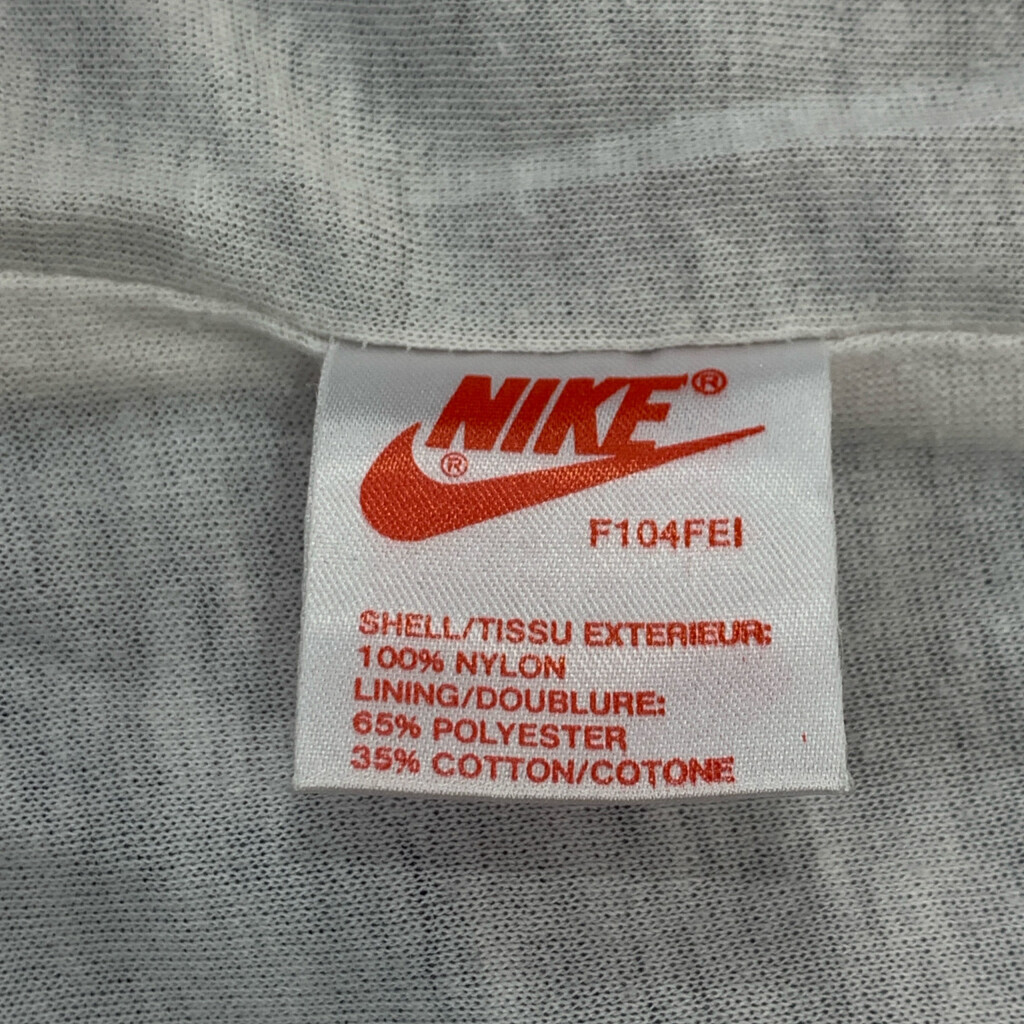 NIKE®
®
F104FEI
SHELL/TISSU EXTERIEUR:
100% NYLON
LINING/DOUBLURE:
65% POLYESTER
35% COTTON/COTONE